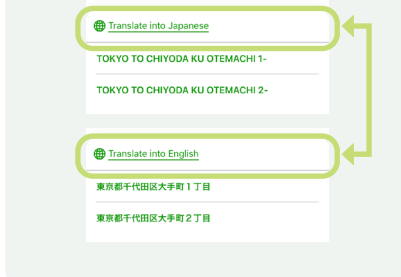 Translate into Japanese
TOKYO TO CHIYODA KU OTEMACHI 1-
TOKYO TO CHIYODA KU OTEMACHI 2-
Translate into English
東京都千代田区大手町１丁目
東京都千代田区大手町２丁目